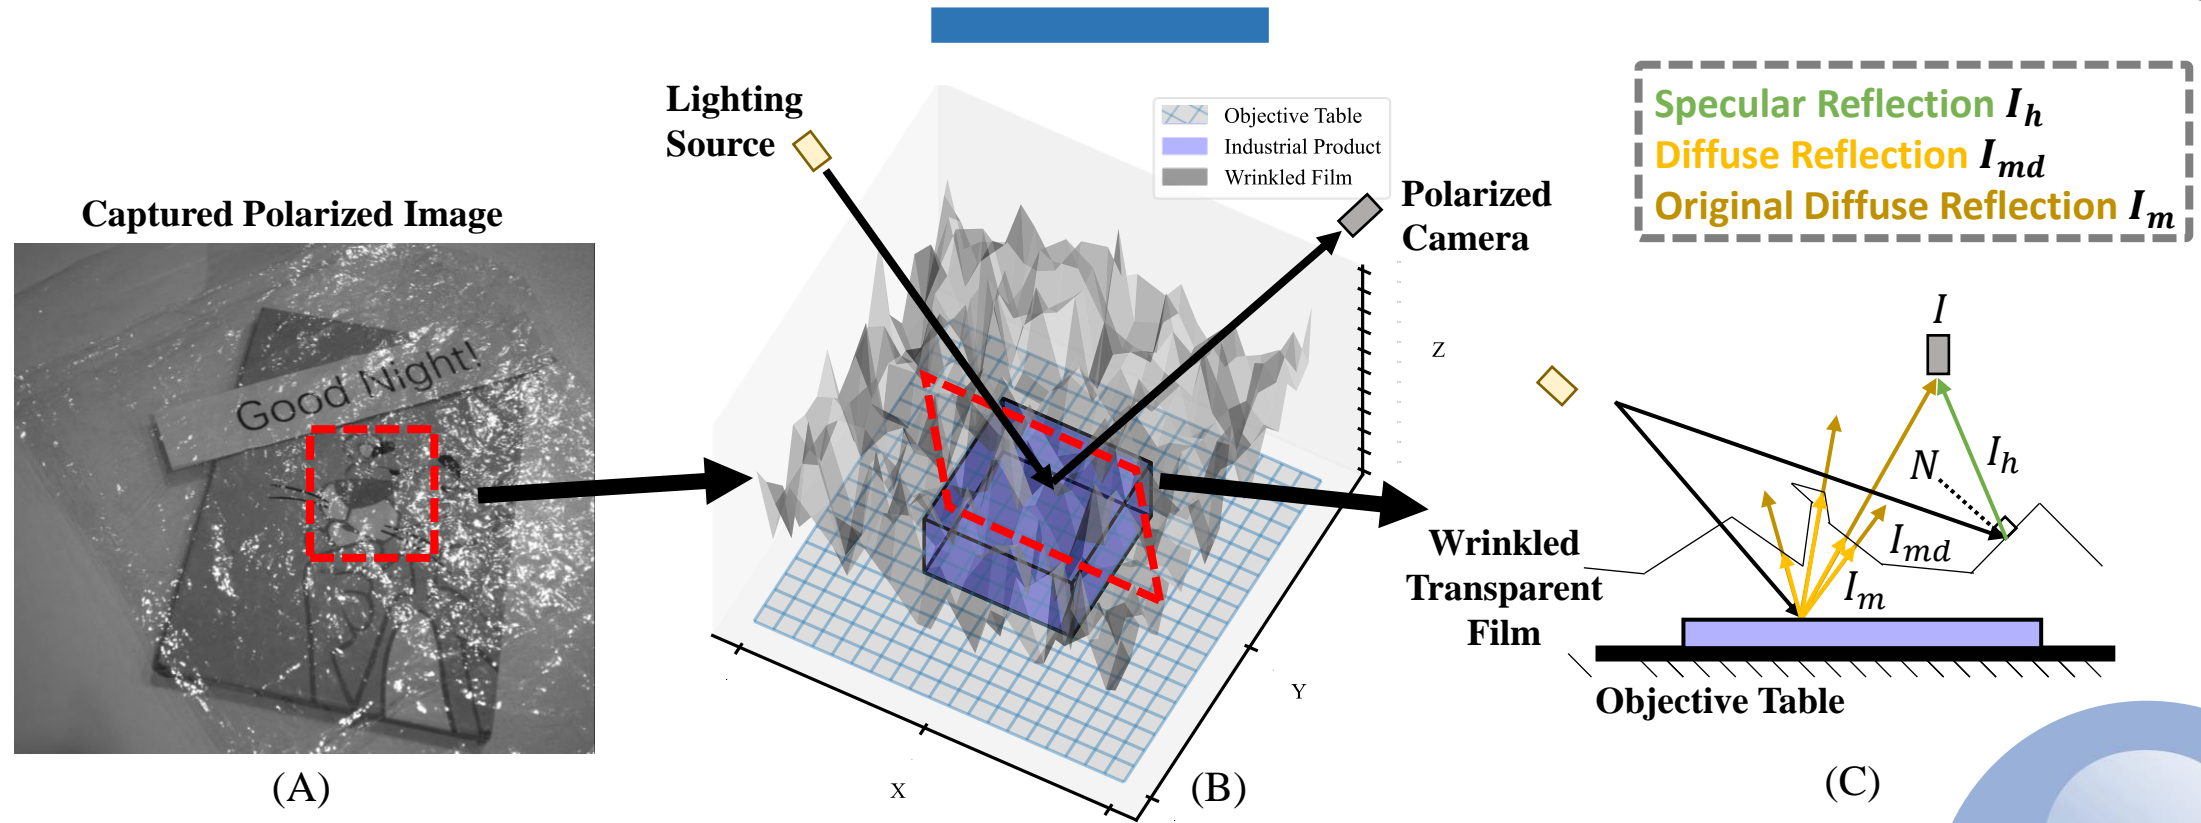 Captured Polarized Image
Good Night!
(A)
Lighting
Source
Objective Table
Industrial Product
Wrinkled Film
Polarized
Camera
Z
Y
X
(B)
Specular Reflection I_h
Diffuse Reflection I_md
Original Diffuse Reflection I_m
I
N
I_h
I_md
I_m
Wrinkled
Transparent
Film
Objective Table
(C)